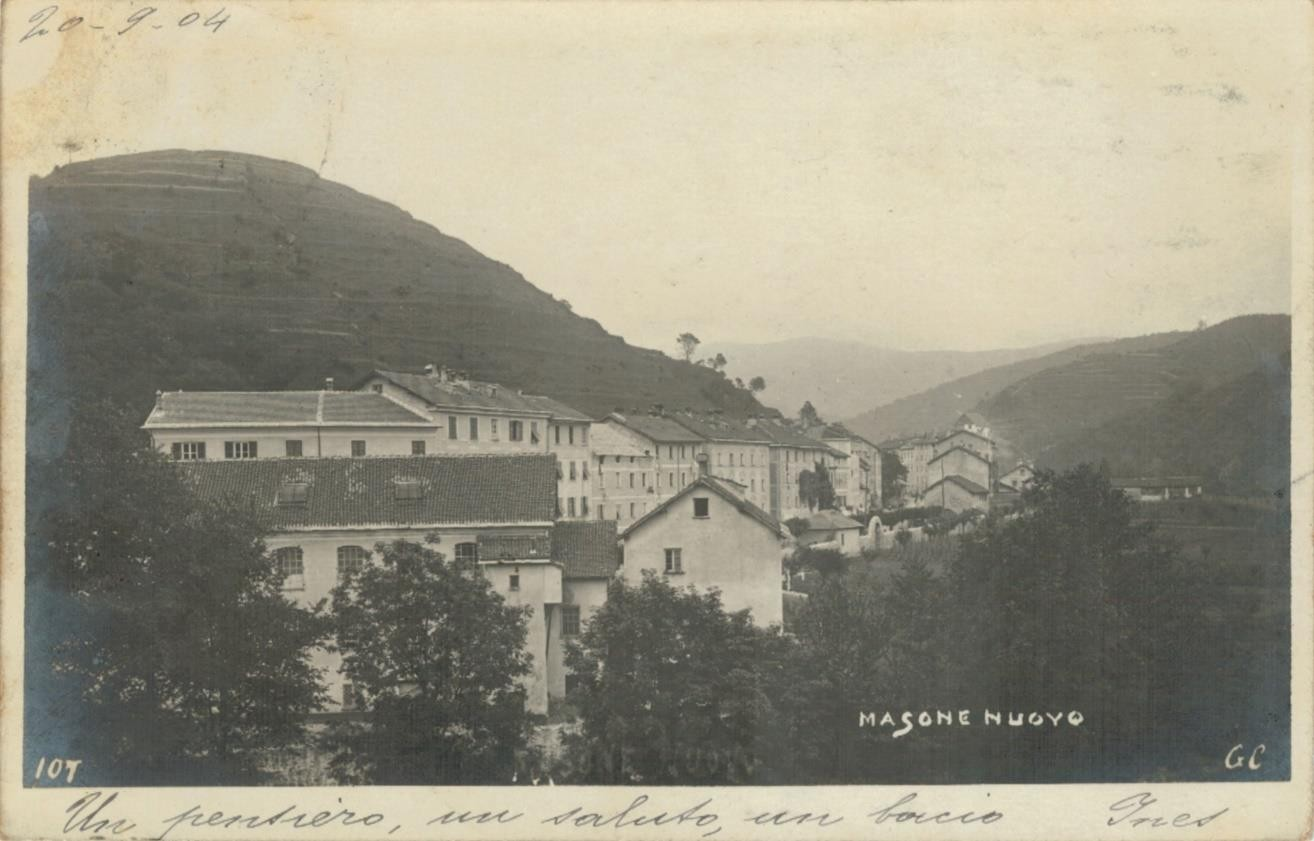 20-9-04
MASONE NUOVO
107
GC
Un pensiero, un saluto, un bacio Ines